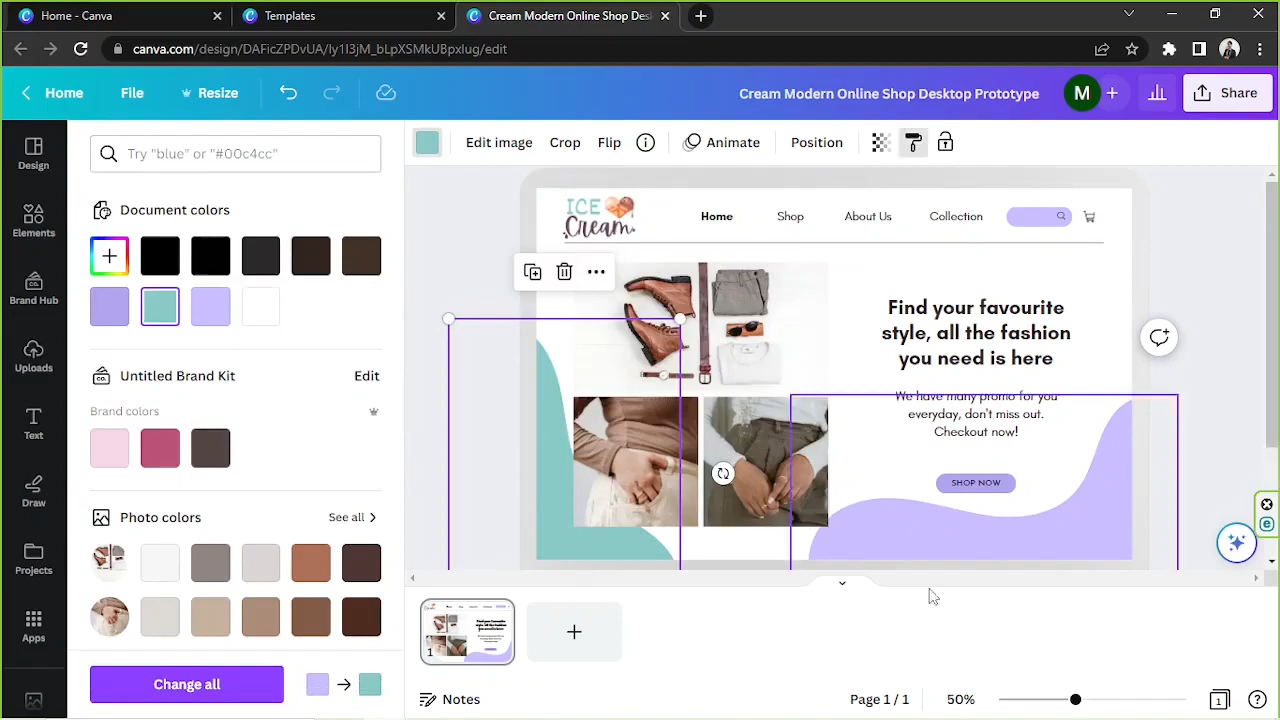 Home - Canva
Templates
Cream Modern Online Shop Des
canva.com/design/DAFicZPDvUA/Iy1I3jM_bLpXSMkUBpxIug/edit
Home
File
Resize
Cream Modern Online Shop Desktop Prototype
M
Share
Design
Elements
Brand Hub
Uploads
Text
Draw
Projects
Apps
Try "blue" or "#00c4cc"
Document colors
Untitled Brand Kit
Edit
Brand colors
Photo colors
See all
Change all
Edit image
Crop
Flip
Animate
Position
ICE
Cream
Home
Shop
About Us
Collection
Find your favourite
style, all the fashion
you need is here
We have many promo for you
everyday, don't miss out.
Checkout now!
SHOP NOW
1
Notes
Page 1 / 1
50%
1